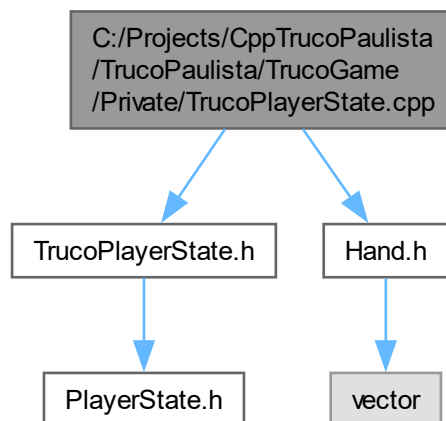 C:/Projects/CppTrucoPaulista
/TrucoPaulista/TrucoGame
/Private/TrucoPlayerState.cpp
TrucoPlayerState.h
Hand.h
PlayerState.h
vector